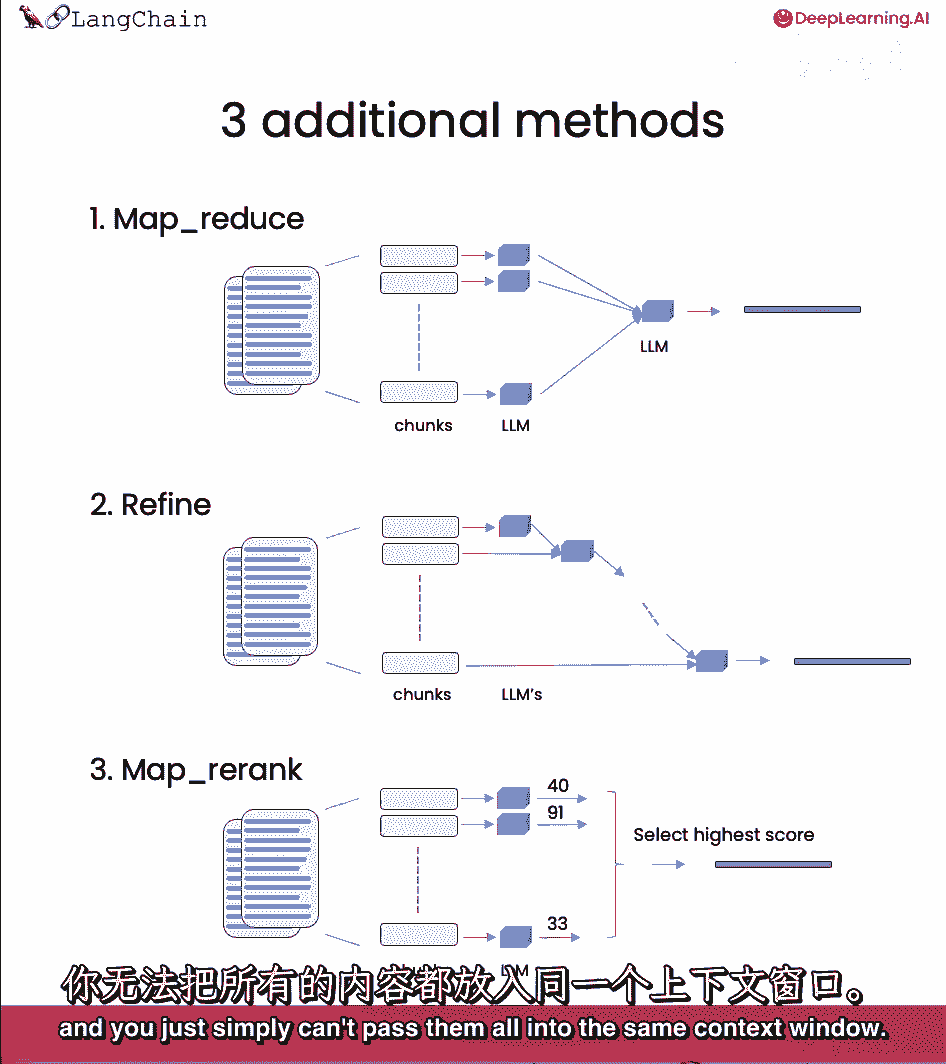 LangChain
DeepLearning.AI
3 additional methods
1. Map_reduce
LLM
chunks LLM
2. Refine
chunks LLM's
3. Map_rerank
40
91
Select highest score
33
你无法把所有的内容都放入同一个上下文窗口。
and you just simply can't pass them all into the same context window.